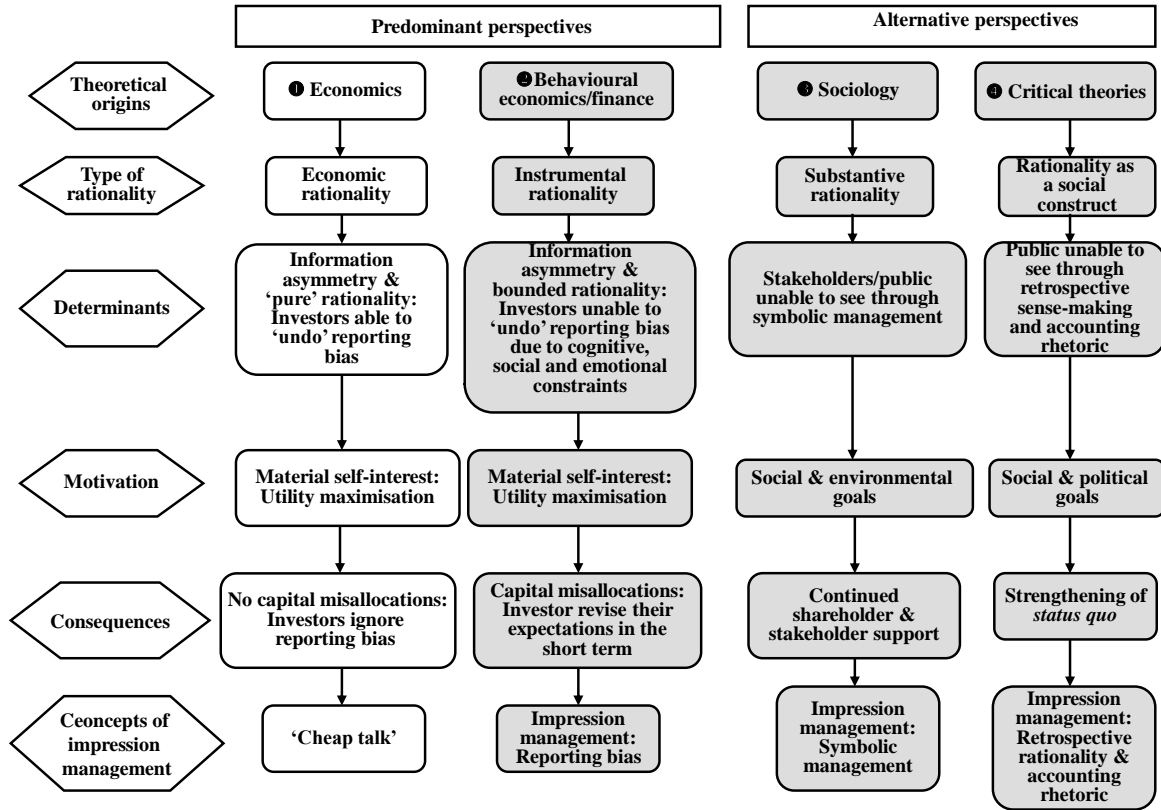 Predominant perspectives
Alternative perspectives
Theoretical
origins
❶ Economics
❷Behavioural
economics/finance
❸ Sociology
❹ Critical theories
Type of
rationality
Economic
rationality
Instrumental
rationality
Substantive
rationality
Rationality as
a social
construct
Determinants
Information
asymmetry &
‘pure’ rationality:
Investors able to
‘undo’ reporting
bias
Information
asymmetry &
bounded rationality:
Investors unable to
‘undo’ reporting bias
due to cognitive,
social and emotional
constraints
Stakeholders/public
unable to see through
symbolic management
Public unable to
see through
retrospective
sense-making
and accounting
rhetoric
Motivation
Material self-interest:
Utility maximisation
Material self-interest:
Utility maximisation
Social & environmental
goals
Social & political
goals
Consequences
No capital misallocations:
Investors ignore
reporting bias
Capital misallocations:
Investor revise their
expectations in the
short term
Continued
shareholder &
stakeholder support
Strengthening of
status quo
Ceoncepts of
impression
management
‘Cheap talk’
Impression
management:
Reporting bias
Impression
management:
Symbolic
management
Impression
management:
Retrospective
rationality &
accounting
rhetoric